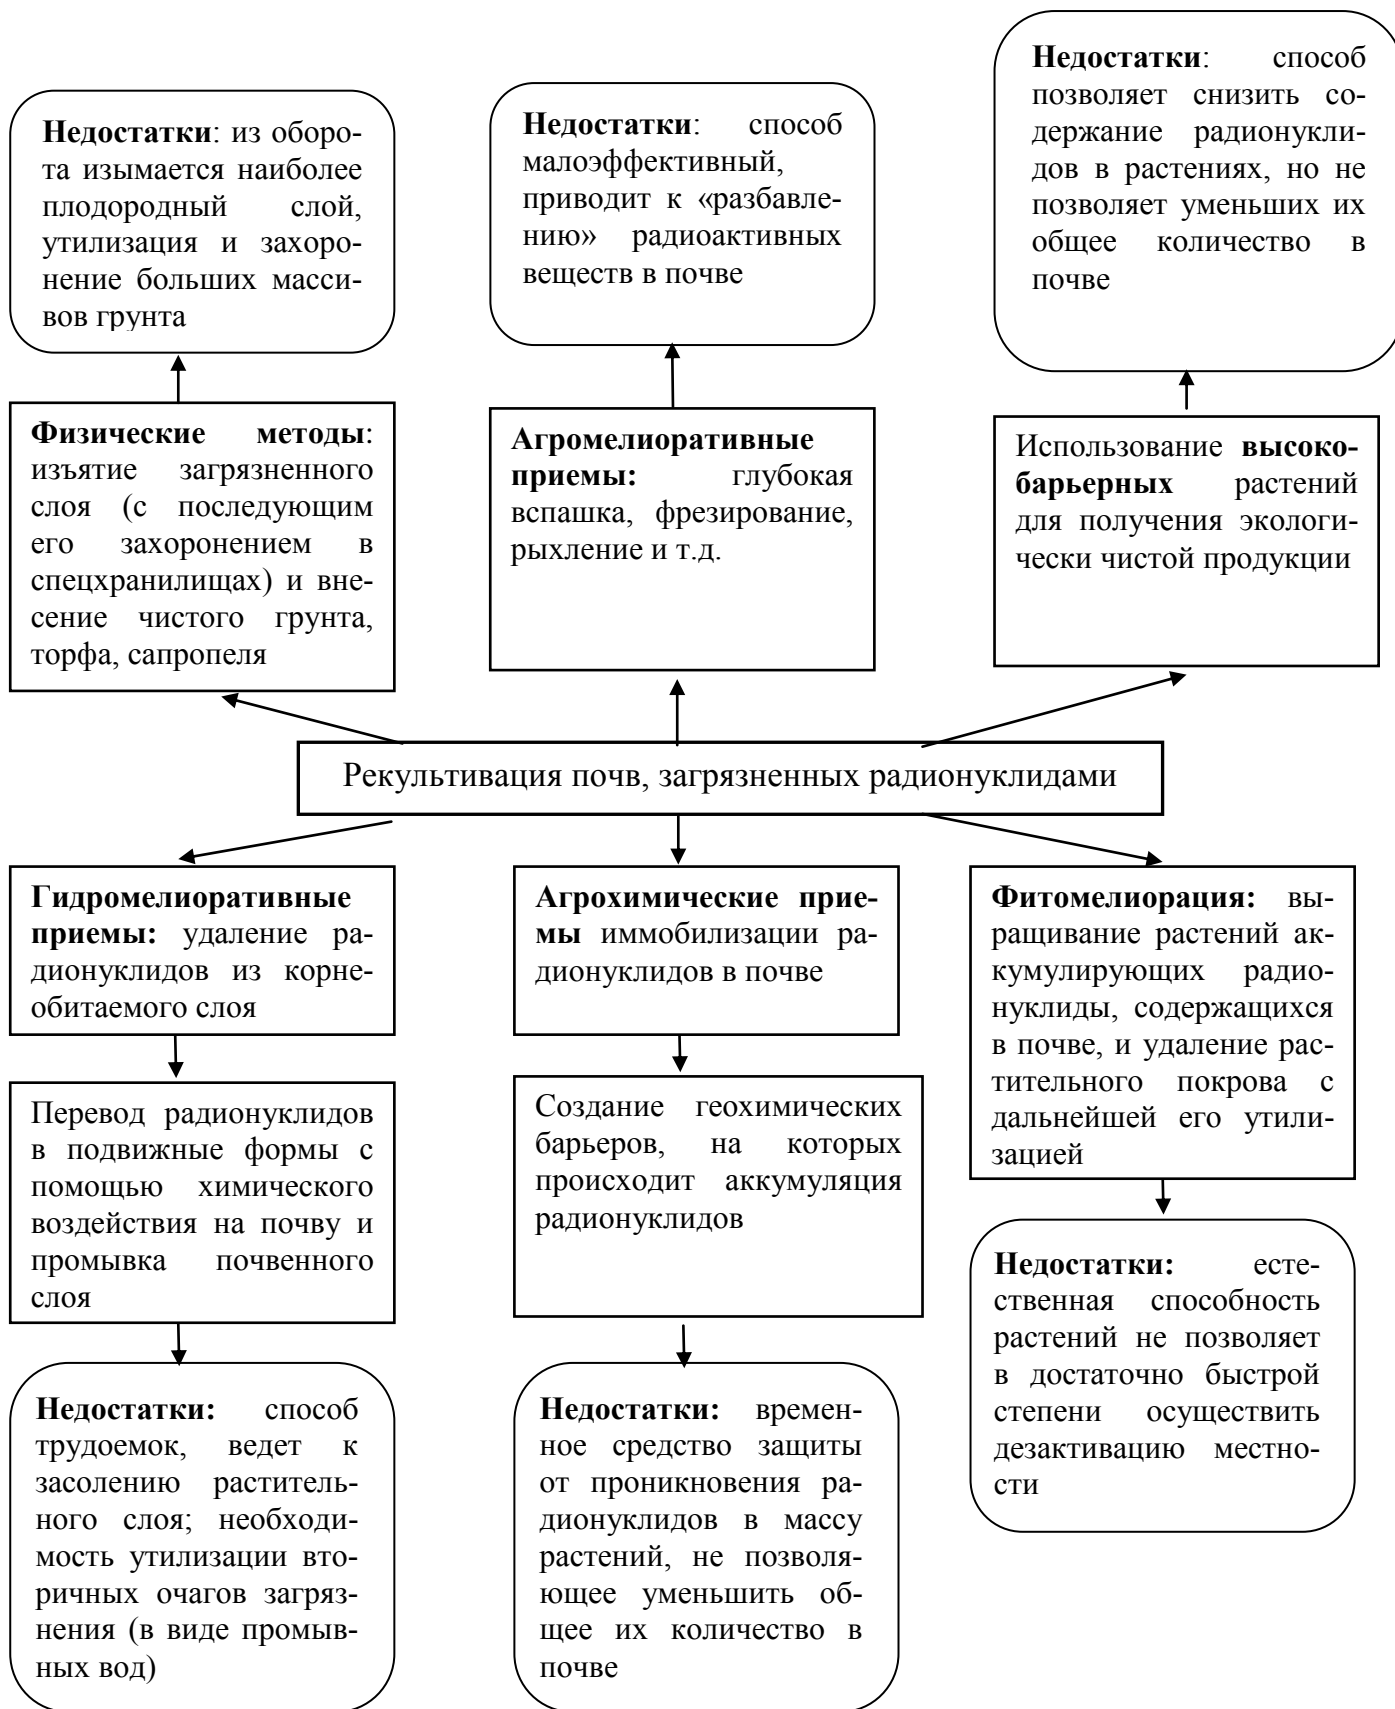 Недостатки: из оборо-
та изымается наиболее
плодородный слой,
утилизация и захоро-
нение больших масси-
вов грунта
Недостатки: способ
малоэффективный,
приводит к «разбавле-
нию» радиоактивных
веществ в почве
Недостатки: способ
позволяет снизить со-
держание радионукли-
дов в растениях, но не
позволяет уменьших их
общее количество в
почве
Физические методы:
изъятие загрязненного
слоя (с последующим
его захоронением в
спецхранилищах) и вне-
сение чистого грунта,
торфа, сапропеля
Агромелиоративные
приемы: глубокая
вспашка, фрезирование,
рыхление и т.д.
Использование высоко-
барьерных растений
для получения экологи-
чески чистой продукции
Рекультивация почв, загрязненных радионуклидами
Гидромелиоративные
приемы: удаление ра-
дионуклидов из корне-
обитаемого слоя
Агрохимические прие-
мы иммобилизации ра-
дионуклидов в почве
Фитомелиорация: вы-
ращивание растений ак-
кумулирующих радио-
нуклиды, содержащихся
в почве, и удаление рас-
тительного покрова с
дальнейшей его утили-
зацией
Перевод радионуклидов
в подвижные формы с
помощью химического
воздействия на почву и
промывка почвенного
слоя
Создание геохимических
барьеров, на которых
происходит аккумуляция
радионуклидов
Недостатки: есте-
ственная способность
растений не позволяет
в достаточно быстрой
степени осуществить
дезактивацию местно-
сти
Недостатки: способ
трудоемок, ведет к
засолению раститель-
ного слоя; необходи-
мость утилизации вто-
ричных очагов загряз-
нения (в виде промыв-
ных вод)
Недостатки: времен-
ное средство защиты
от проникновения ра-
дионуклидов в массу
растений, не позволя-
ющее уменьшить об-
щее их количество в
почве